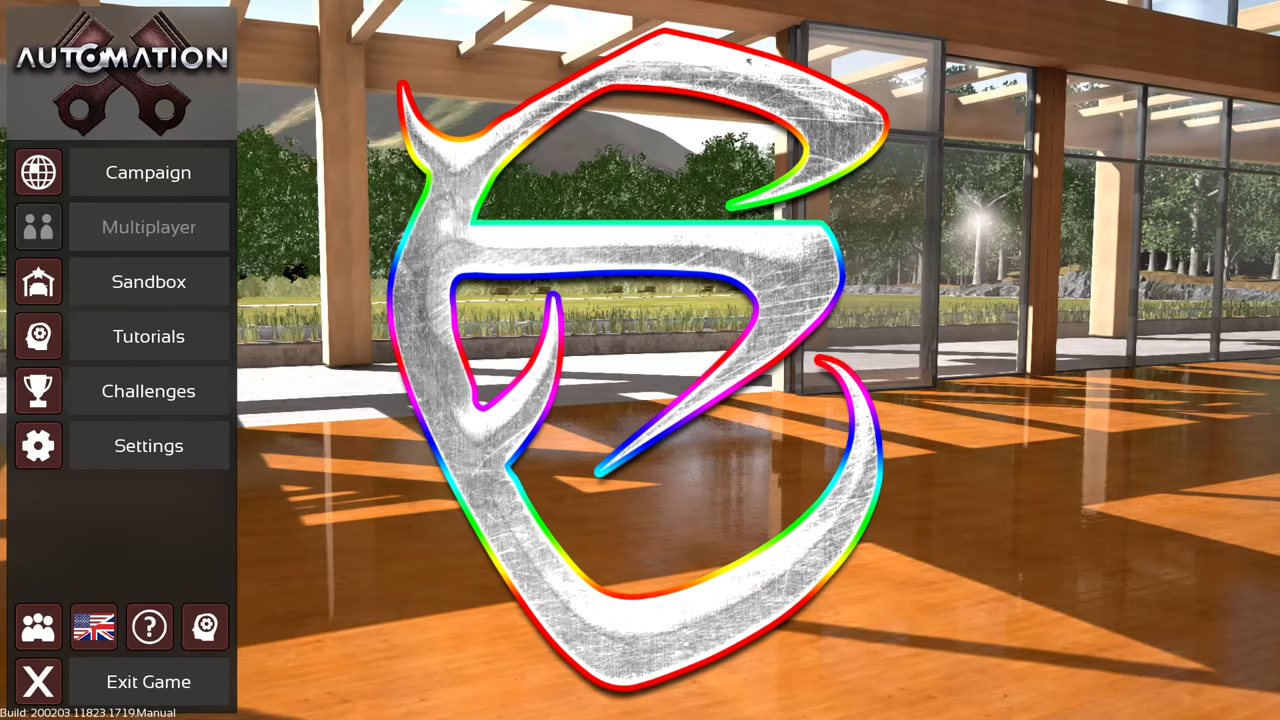 AUTOMATION
Campaign
Multiplayer
Sandbox
Tutorials
Challenges
Settings
?
Exit Game
Build: 200203.11823.1719.Manual